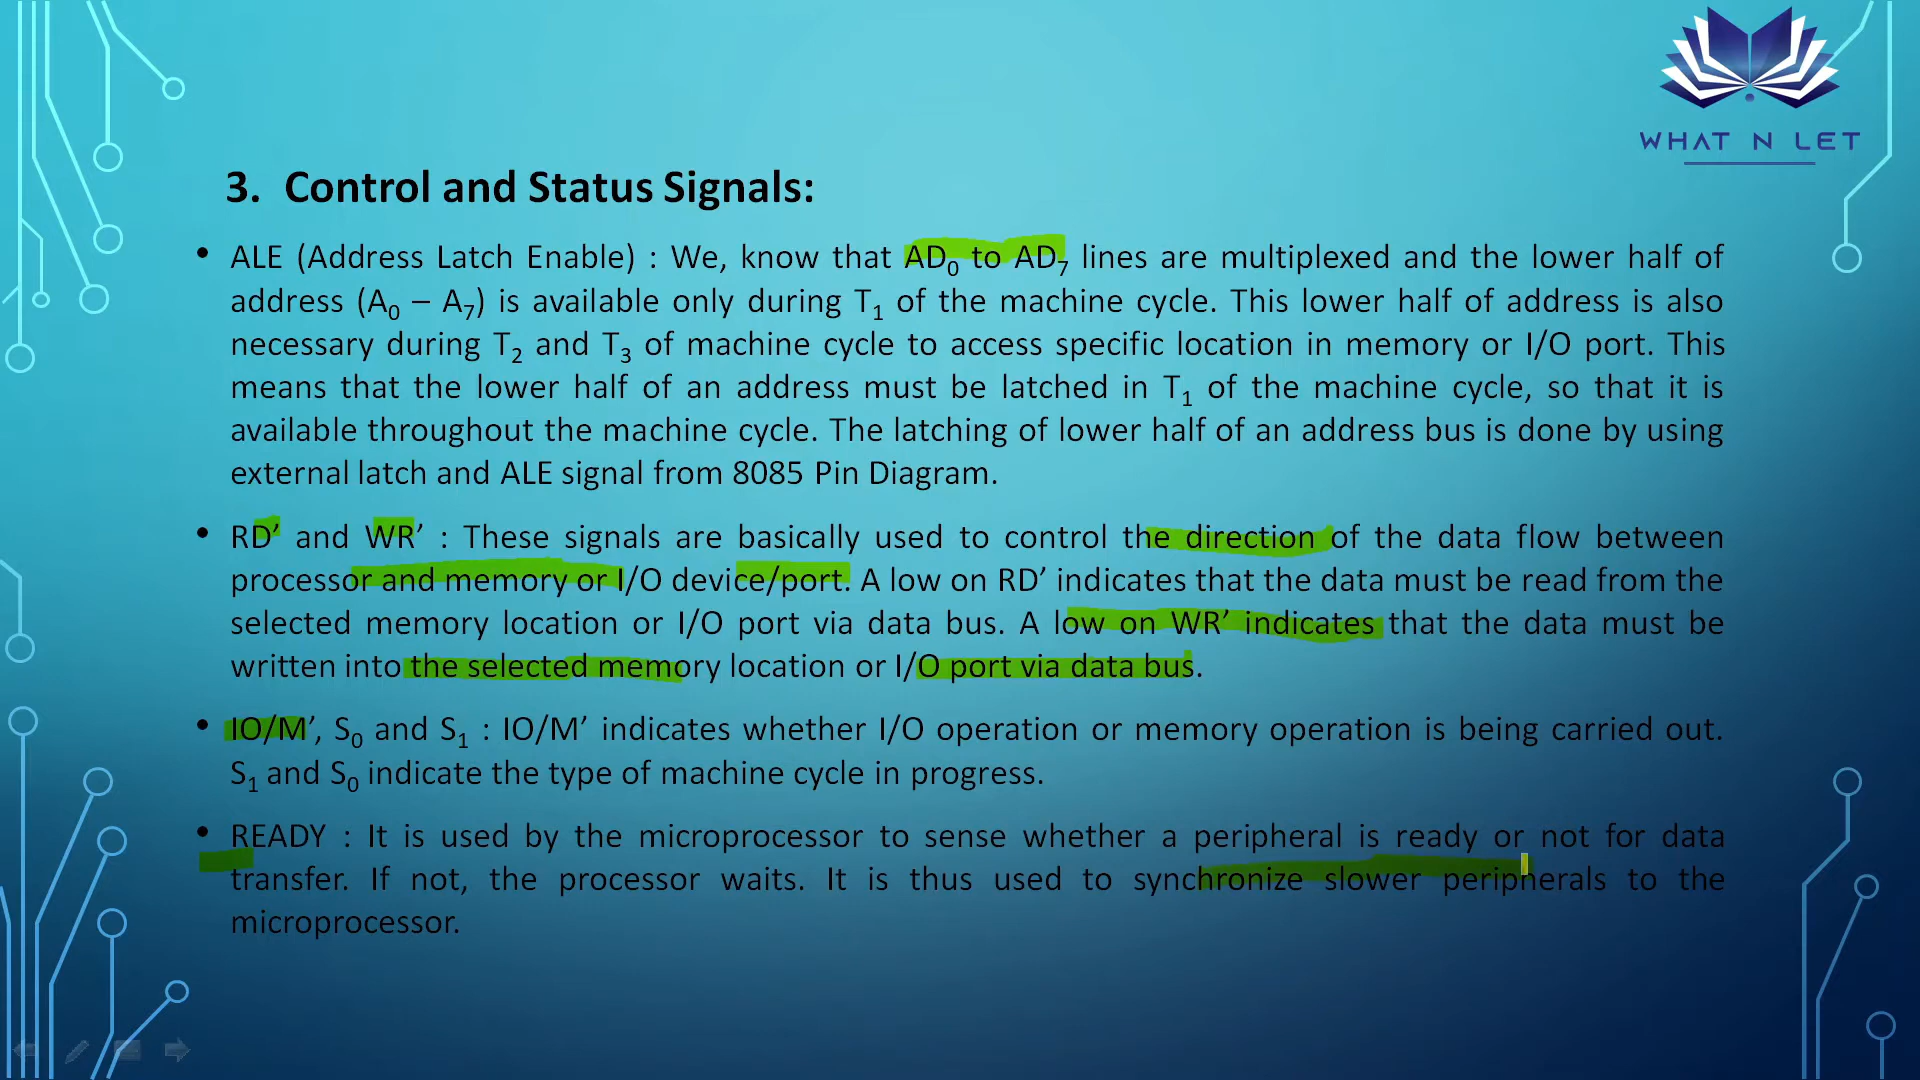 WHAT N LET
3. Control and Status Signals:
• ALE (Address Latch Enable) : We, know that AD₀ to AD₇ lines are multiplexed and the lower half of
address (A₀ – A₇) is available only during T₁ of the machine cycle. This lower half of address is also
necessary during T₂ and T₃ of machine cycle to access specific location in memory or I/O port. This
means that the lower half of an address must be latched in T₁ of the machine cycle, so that it is
available throughout the machine cycle. The latching of lower half of an address bus is done by using
external latch and ALE signal from 8085 Pin Diagram.
• RD’ and WR’ : These signals are basically used to control the direction of the data flow between
processor and memory or I/O device/port. A low on RD’ indicates that the data must be read from the
selected memory location or I/O port via data bus. A low on WR’ indicates that the data must be
written into the selected memory location or I/O port via data bus.
• IO/M’, S₀ and S₁ : IO/M’ indicates whether I/O operation or memory operation is being carried out.
S₁ and S₀ indicate the type of machine cycle in progress.
• READY : It is used by the microprocessor to sense whether a peripheral is ready or not for data
transfer. If not, the processor waits. It is thus used to synchronize slower peripherals to the
microprocessor.